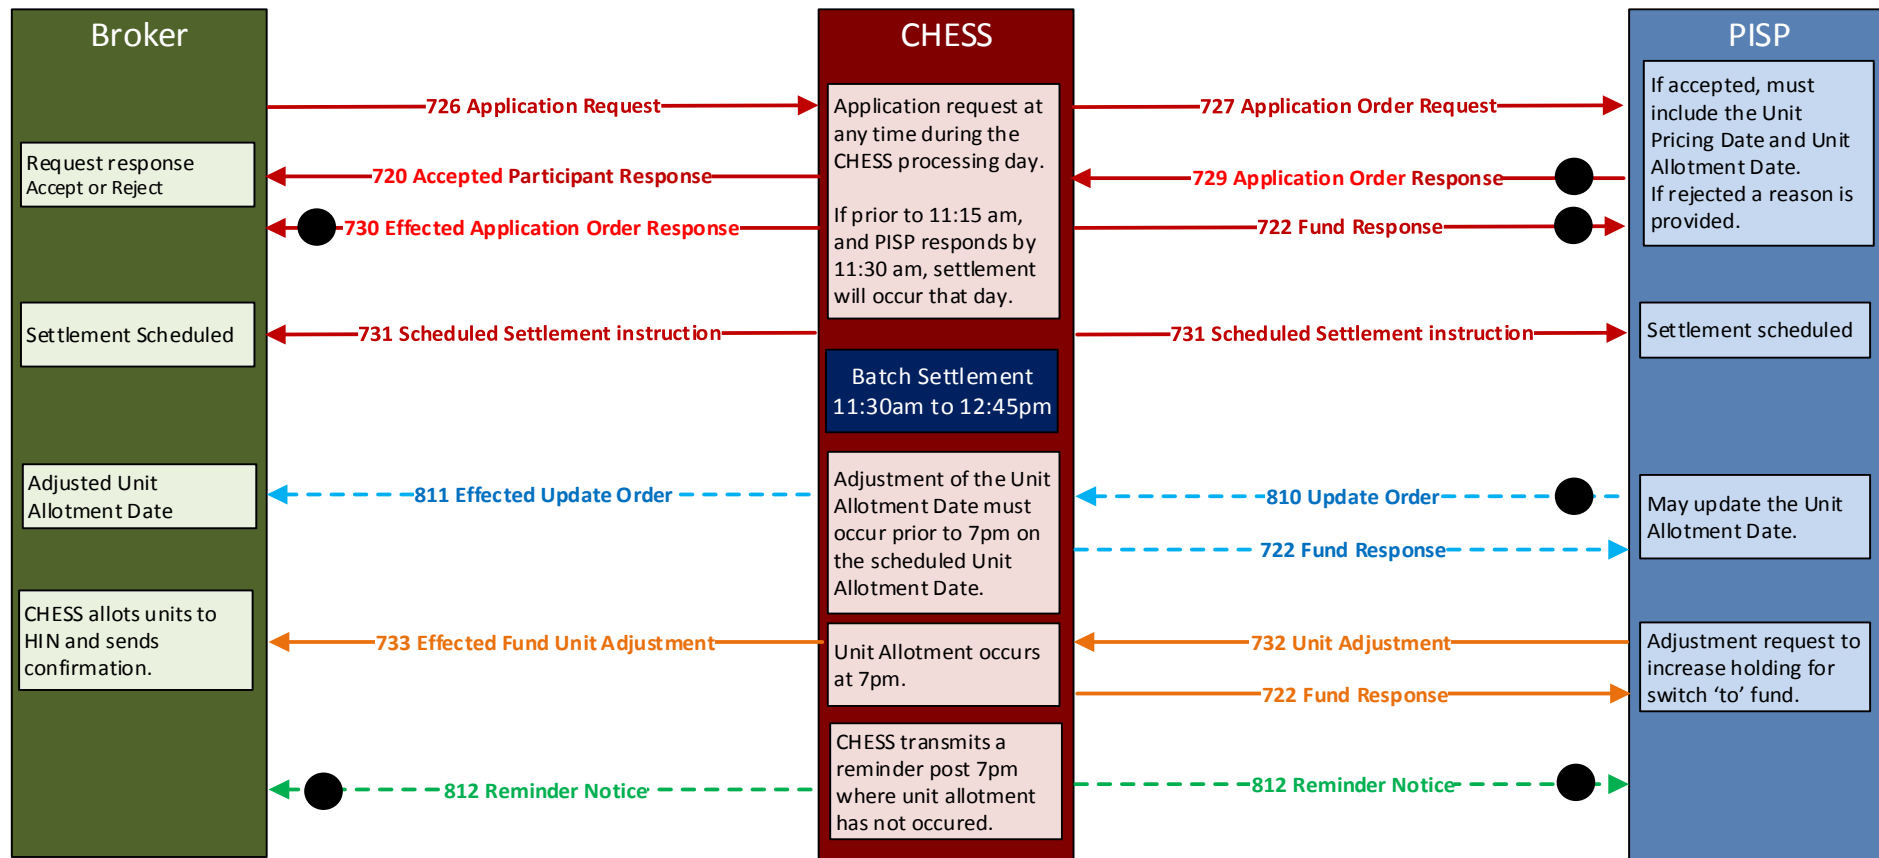 Broker
CHESS
PISP
726 Application Request
Application request at
any time during the
CHESS processing day.
If prior to 11:15 am,
and PISP responds by
11:30 am, settlement
will occur that day.
727 Application Order Request
If accepted, must
include the Unit
Pricing Date and Unit
Allotment Date.
If rejected a reason is
provided.
Request response
Accept or Reject
720 Accepted Participant Response
729 Application Order Response
730 Effected Application Order Response
722 Fund Response
Settlement Scheduled
731 Scheduled Settlement instruction
731 Scheduled Settlement instruction
Settlement scheduled
Batch Settlement
11:30am to 12:45pm
Adjusted Unit
Allotment Date
811 Effected Update Order
Adjustment of the Unit
Allotment Date must
occur prior to 7pm on
the scheduled Unit
Allotment Date.
810 Update Order
722 Fund Response
May update the Unit
Allotment Date.
CHESS allots units to
HIN and sends
confirmation.
733 Effected Fund Unit Adjustment
Unit Allotment occurs
at 7pm.
732 Unit Adjustment
722 Fund Response
Adjustment request to
increase holding for
switch ‘to’ fund.
812 Reminder Notice
CHESS transmits a
reminder post 7pm
where unit allotment
has not occured.
812 Reminder Notice